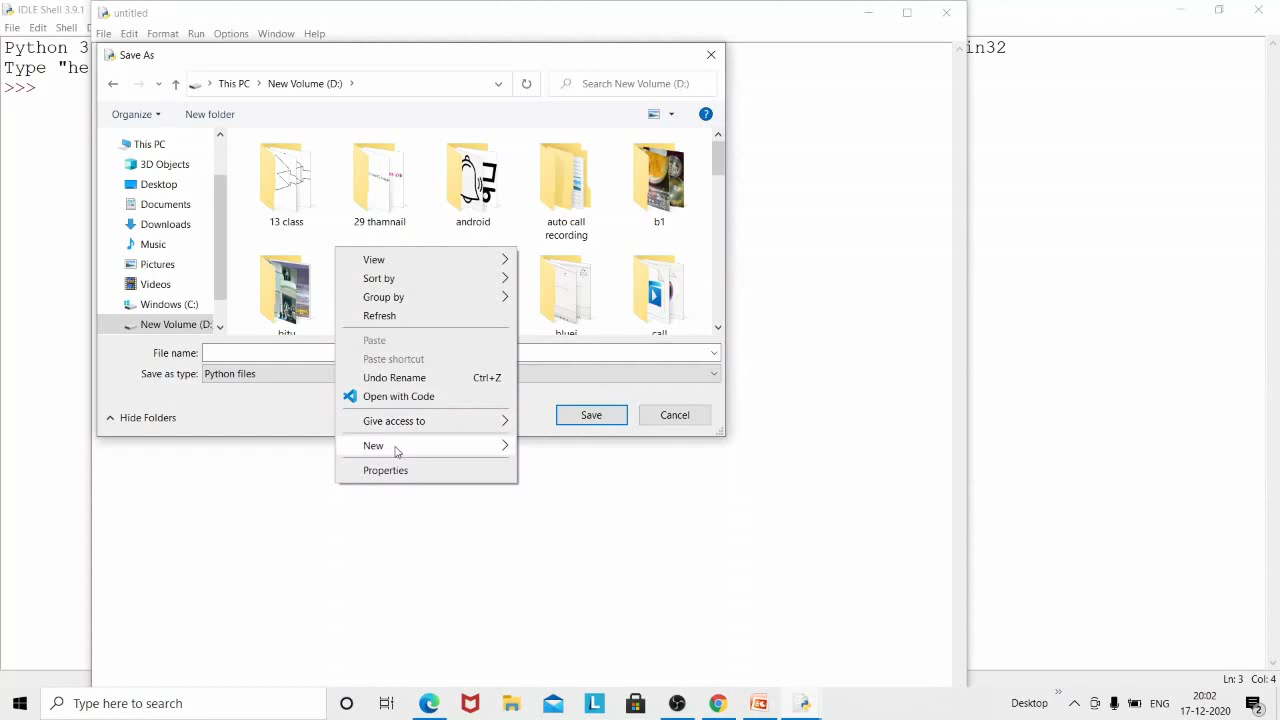 IDLE Shell 3.9.1
File Edit Shell
Python 3
in32
Type "he
>>>
untitled
File Edit Format Run Options Window Help
Save As
This PC New Volume (D:)
Search New Volume (D:)
Organize New folder
This PC
3D Objects
Desktop
Documents
Downloads
Music
Pictures
Videos
Windows (C:)
New Volume (D:
13 class
29 thamnail
android
auto call
recording
b1
bitu
bluej
call
View
Sort by
Group by
Refresh
Paste
Paste shortcut
Undo Rename Ctrl+Z
Open with Code
Give access to
New
Properties
File name:
Save as type: Python files
Hide Folders
Save Cancel
Ln: 3 Col: 4
Type here to search
Desktop
ENG
20:02
17-12-2020
2